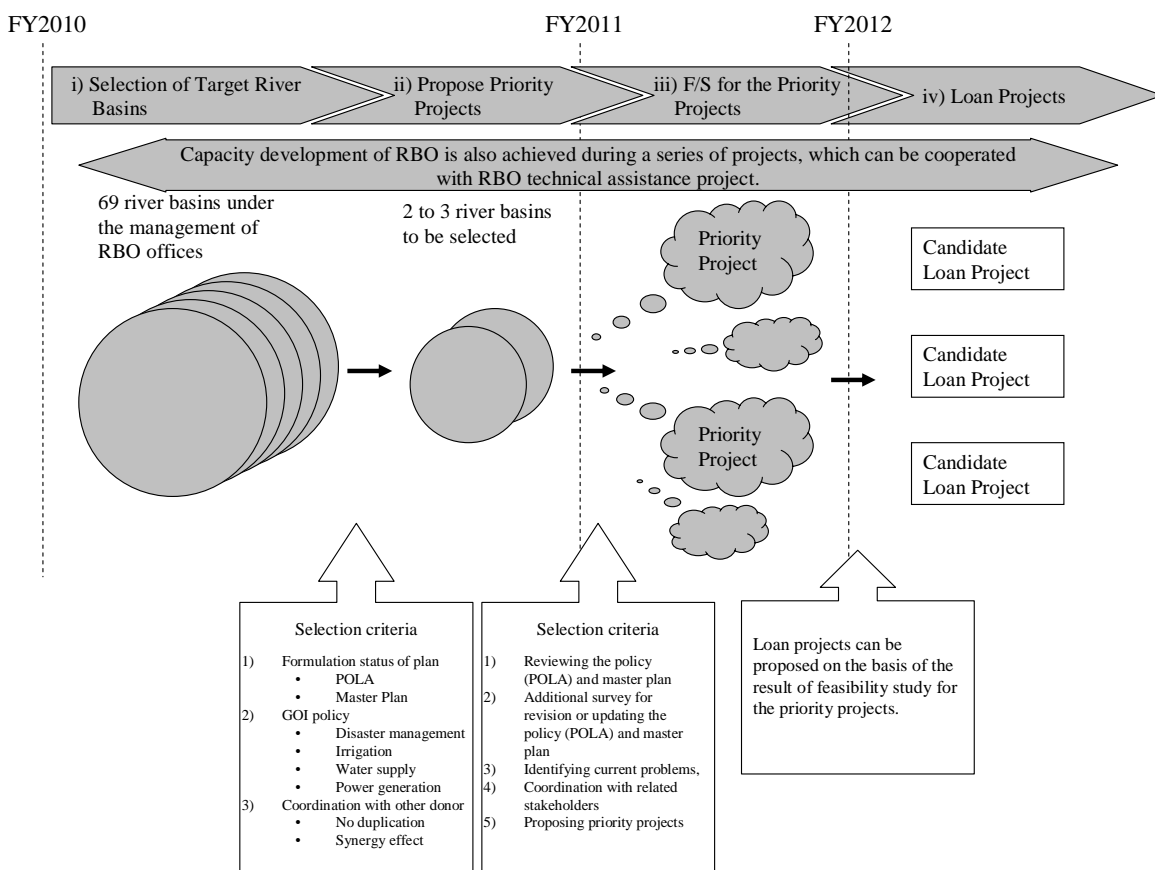 FY2010
FY2011
FY2012
i) Selection of Target River
Basins
ii) Propose Priority
Projects
iii) F/S for the Priority
Projects
iv) Loan Projects
Capacity development of RBO is also achieved during a series of projects, which can be cooperated
with RBO technical assistance project.
69 river basins under
the management of
RBO offices
2 to 3 river basins
to be selected
Priority
Project
Priority
Project
Candidate
Loan Project
Candidate
Loan Project
Candidate
Loan Project
Selection criteria
1) Formulation status of plan
• POLA
• Master Plan
2) GOI policy
• Disaster management
• Irrigation
• Water supply
• Power generation
3) Coordination with other donor
• No duplication
• Synergy effect
Selection criteria
1) Reviewing the policy
(POLA) and master plan
2) Additional survey for
revision or updating the
policy (POLA) and master
plan
3) Identifying current problems,
4) Coordination with related
stakeholders
5) Proposing priority projects
Loan projects can be
proposed on the basis of the
result of feasibility study for
the priority projects.